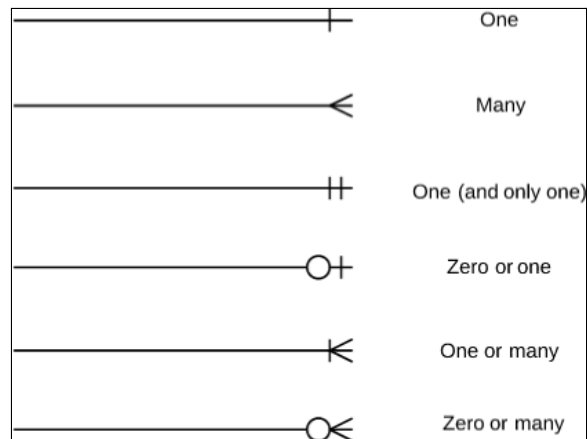 One
Many
One (and only one)
Zero or one
One or many
Zero or many